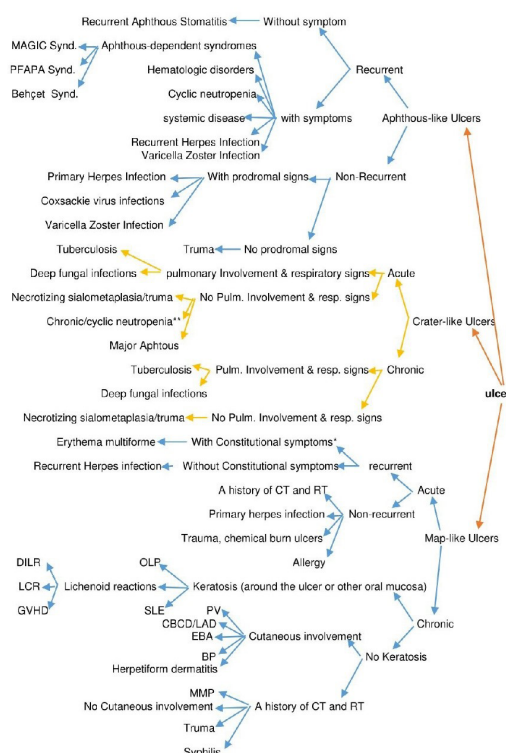 Recurrent Aphthous Stomatitis Without symptom
MAGIC Synd. Aphthous-dependent syndromes
PFAPA Synd. Hematologic disorders Recurrent
Behçet Synd. Cyclic neutropenia
systemic disease with symptoms Aphthous-like Ulcers
Recurrent Herpes Infection
Varicella Zoster Infection
Primary Herpes Infection With prodromal signs Non-Recurrent
Coxsackie virus infections
Varicella Zoster Infection
Tuberculosis Truma No prodromal signs
Deep fungal infections pulmonary Involvement & respiratory signs Acute
Necrotizing sialometaplasia/truma No Pulm. Involvement & resp. signs
Chronic/cyclic neutropenia** Crater-like Ulcers
Major Aphtous
Tuberculosis Pulm. Involvement & resp. signs Chronic
Deep fungal infections
ulce
Necrotizing sialometaplasia/truma No Pulm. Involvement & resp. signs
Erythema multiforme With Constitutional symptoms*
Recurrent Herpes infection Without Constitutional symptoms recurrent
A history of CT and RT Acute
Primary herpes infection Non-recurrent
Trauma, chemical burn ulcers Map-like Ulcers
DILR OLP Allergy
LCR Lichenoid reactions Keratosis (around the ulcer or other oral mucosa)
GVHD SLE PV
CBCD/LAD Chronic
EBA Cutaneous involvement
BP No Keratosis
Herpetiform dermatitis
MMP
No Cutaneous involvement A history of CT and RT
Truma
Syphilis